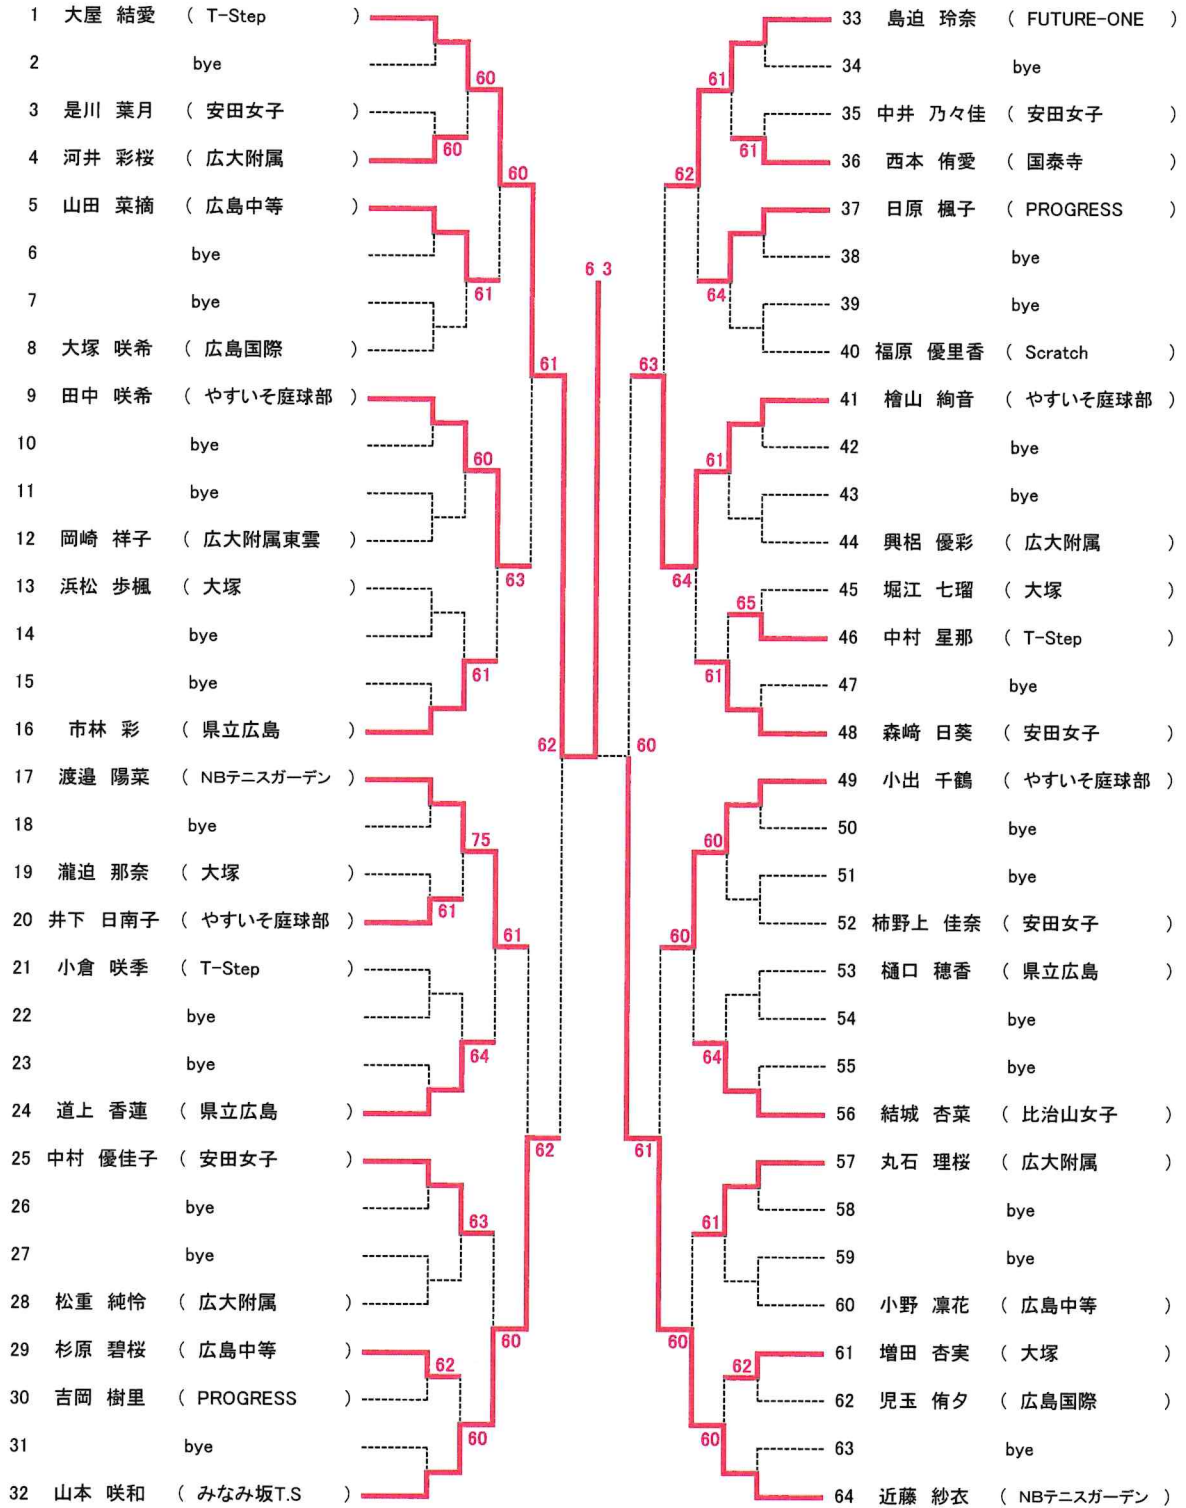 1 大屋 結愛 ( T-Step )
2 bye
60
3 是川 葉月 ( 安田女子 )
60
4 河井 彩桜 ( 広大附属 )
60
5 山田 菜摘 ( 広島中等 )
6 bye
61
7 bye
8 大塚 咲希 ( 広島国際 )
61
9 田中 咲希 ( やすいそ庭球部 )
10 bye
60
11 bye
12 岡崎 祥子 ( 広大附属東雲 )
63
13 浜松 歩楓 ( 大塚 )
14 bye
61
15 bye
16 市林 彩 ( 県立広島 )
62
17 渡邉 陽菜 ( NBテニスガーデン )
18 bye
75
19 瀧迫 那奈 ( 大塚 )
61
20 井下 日南子 ( やすいそ庭球部 )
61
21 小倉 咲季 ( T-Step )
22 bye
64
23 bye
24 道上 香蓮 ( 県立広島 )
62
25 中村 優佳子 ( 安田女子 )
26 bye
63
27 bye
28 松重 純怜 ( 広大附属 )
60
29 杉原 碧桜 ( 広島中等 )
62
30 吉岡 樹里 ( PROGRESS )
60
31 bye
32 山本 咲和 ( みなみ坂T.S )
6 3
33 島迫 玲奈 ( FUTURE-ONE )
34 bye
61
35 中井 乃々佳 ( 安田女子 )
61
36 西本 侑愛 ( 国泰寺 )
62
37 日原 楓子 ( PROGRESS )
38 bye
64
39 bye
40 福原 優里香 ( Scratch )
63
41 檜山 絢音 ( やすいそ庭球部 )
42 bye
61
43 bye
44 興梠 優彩 ( 広大附属 )
64
45 堀江 七瑠 ( 大塚 )
65
46 中村 星那 ( T-Step )
61
47 bye
48 森﨑 日葵 ( 安田女子 )
60
49 小出 千鶴 ( やすいそ庭球部 )
50 bye
60
51 bye
52 柿野上 佳奈 ( 安田女子 )
60
53 樋口 穂香 ( 県立広島 )
54 bye
64
55 bye
56 結城 杏菜 ( 比治山女子 )
61
57 丸石 理桜 ( 広大附属 )
58 bye
61
59 bye
60 小野 凛花 ( 広島中等 )
60
61 増田 杏実 ( 大塚 )
62
62 児玉 侑夕 ( 広島国際 )
60
63 bye
64 近藤 紗衣 ( NBテニスガーデン )